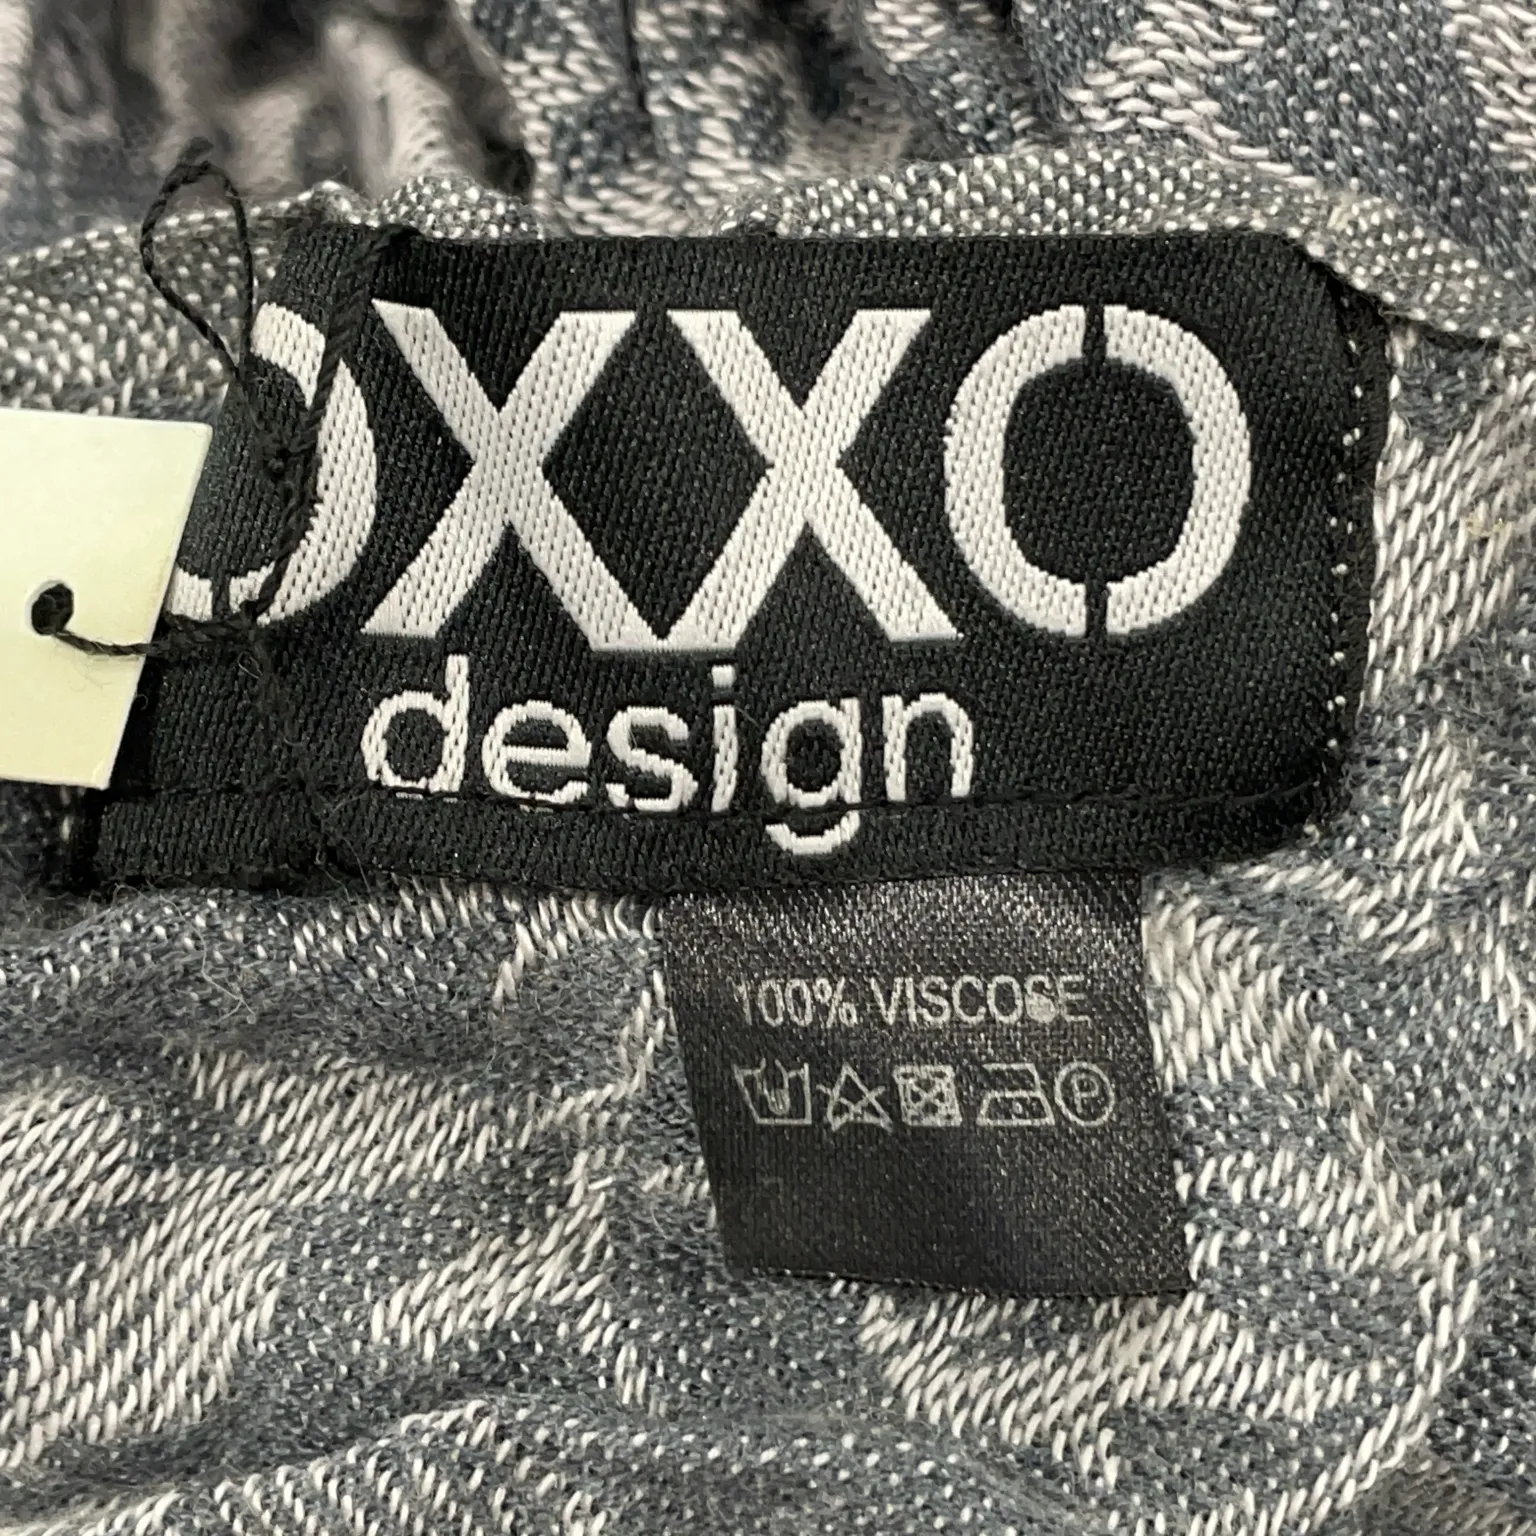 OXXO
design
100% VISCOSE
P